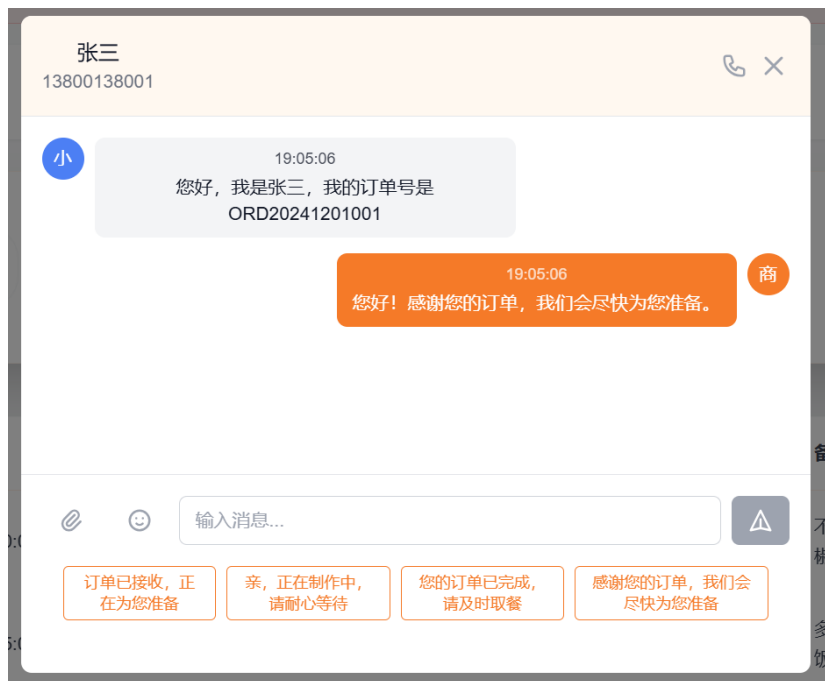 张三
13800138001
小
19:05:06
您好，我是张三，我的订单号是
ORD20241201001
19:05:06
商
您好！感谢您的订单，我们会尽快为您准备。
输入消息...
订单已接收，正
在为您准备
亲，正在制作中，
请耐心等待
您的订单已完成，
请及时取餐
感谢您的订单，我们会
尽快为您准备